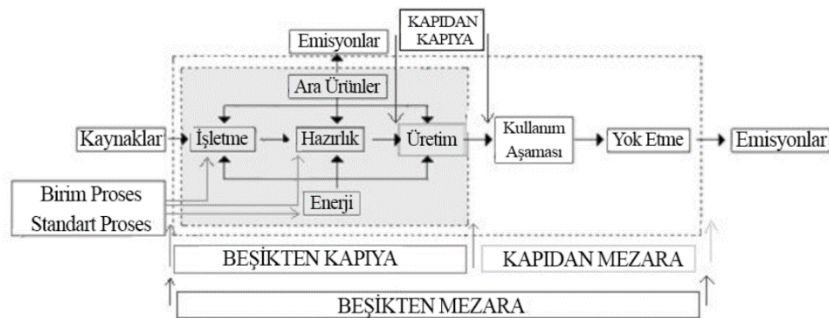 KAPIDAN
KAPIYA
Emisyonlar
Ara Ürünler
Kaynaklar
İşletme
Hazırlık
Üretim
Kullanım
Aşaması
Yok Etme
Emisyonlar
Birim Proses
Standart Proses
Enerji
BEŞİKTEN KAPIYA
KAPIDAN MEZARA
BEŞİKTEN MEZARA